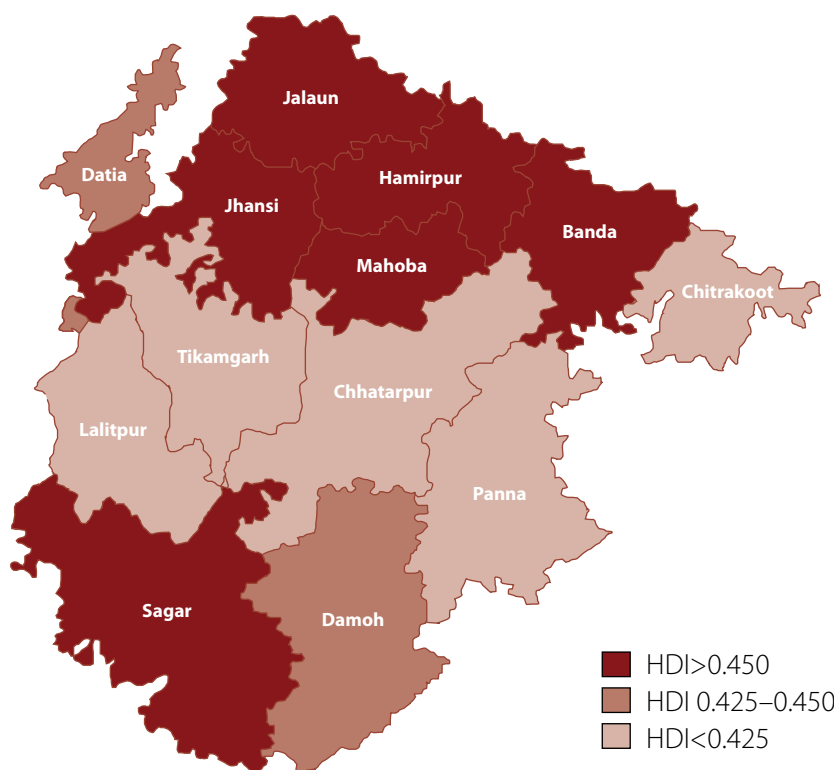 Jalaun
Datia
Hamirpur
Jhansi
Banda
Mahoba
Chitrakoot
Tikamgarh
Chhatarpur
Lalitpur
Panna
Sagar
Damoh
HDI>0.450
HDI 0.425–0.450
HDI<0.425